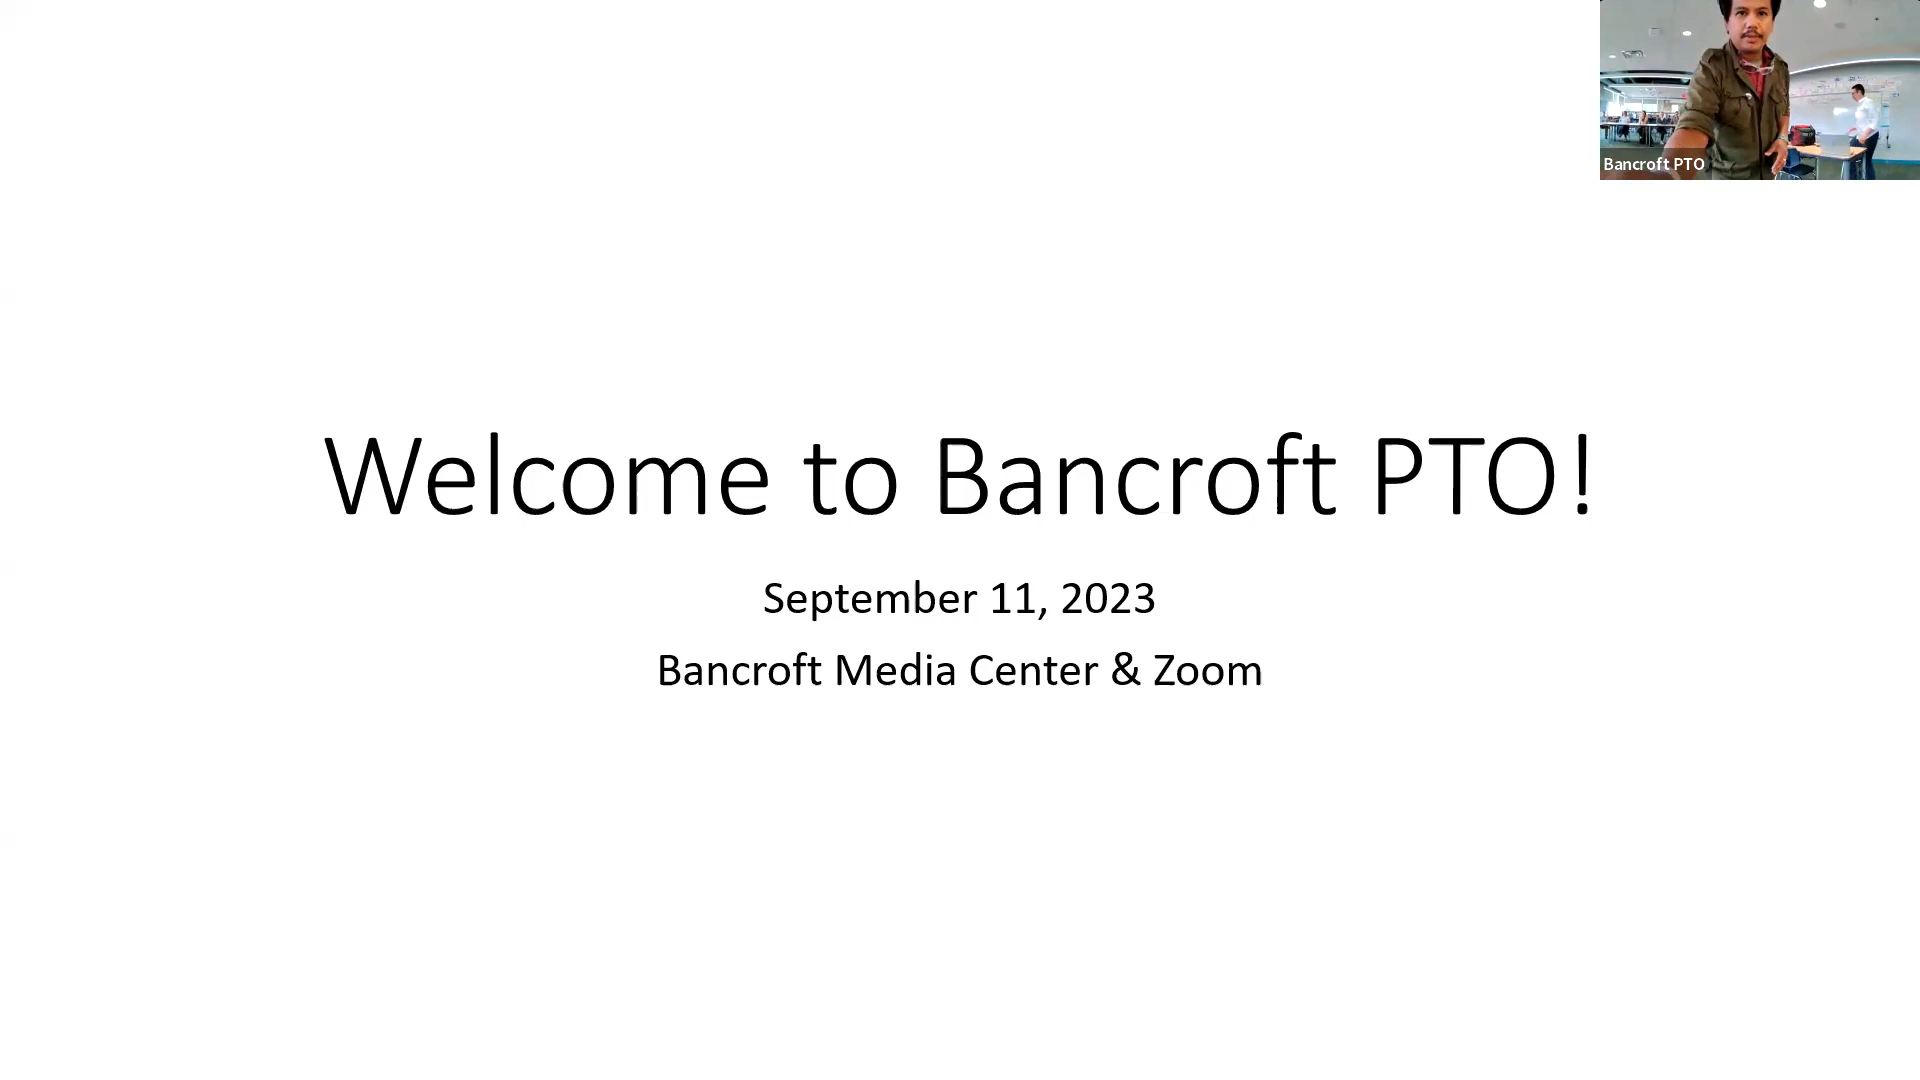 Bancroft PTO
Welcome to Bancroft PTO!
September 11, 2023
Bancroft Media Center & Zoom